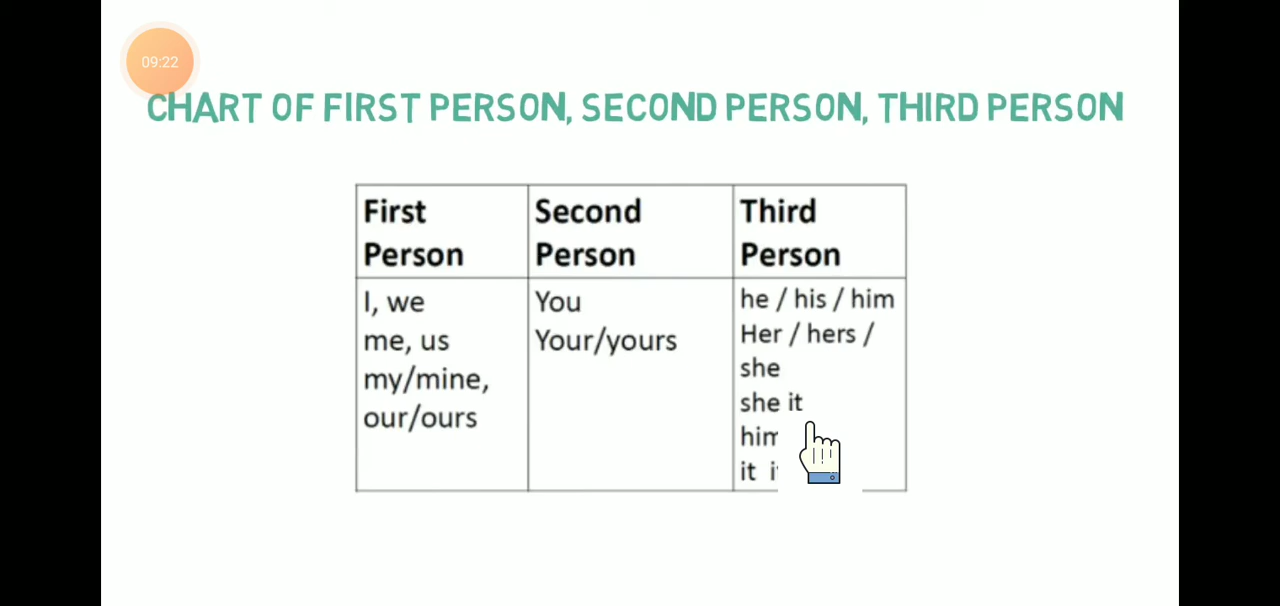 09:22
CHART OF FIRST PERSON, SECOND PERSON, THIRD PERSON
First
Person
Second
Person
Third
Person
I, we
me, us
my/mine,
our/ours
You
Your/yours
he / his / him
Her / hers /
she
she it
him
it